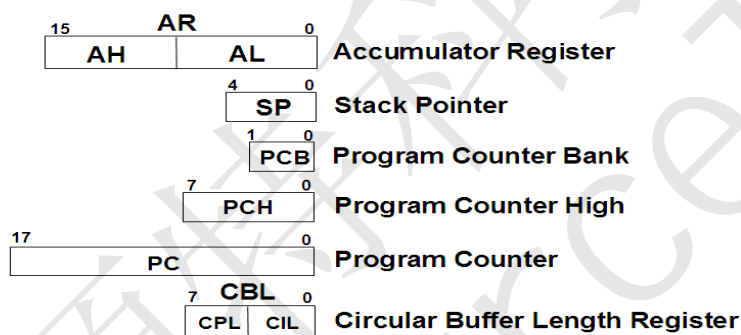 AR
15 0
AH AL Accumulator Register
4 0
SP Stack Pointer
1 0
PCB Program Counter Bank
7 0
PCH Program Counter High
17 0
PC Program Counter
CBL
7 0
CPL CIL Circular Buffer Length Register